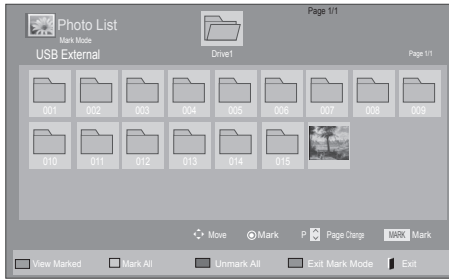 Page 1/1
Photo List
Mark Mode
USB External
Drive1
Page 1/1
001 002 003 004 005 006 007 008 009
010 011 012 013 014 015
Move Mark P Page Change MARK Mark
View Marked Mark All Unmark All Exit Mark Mode Exit